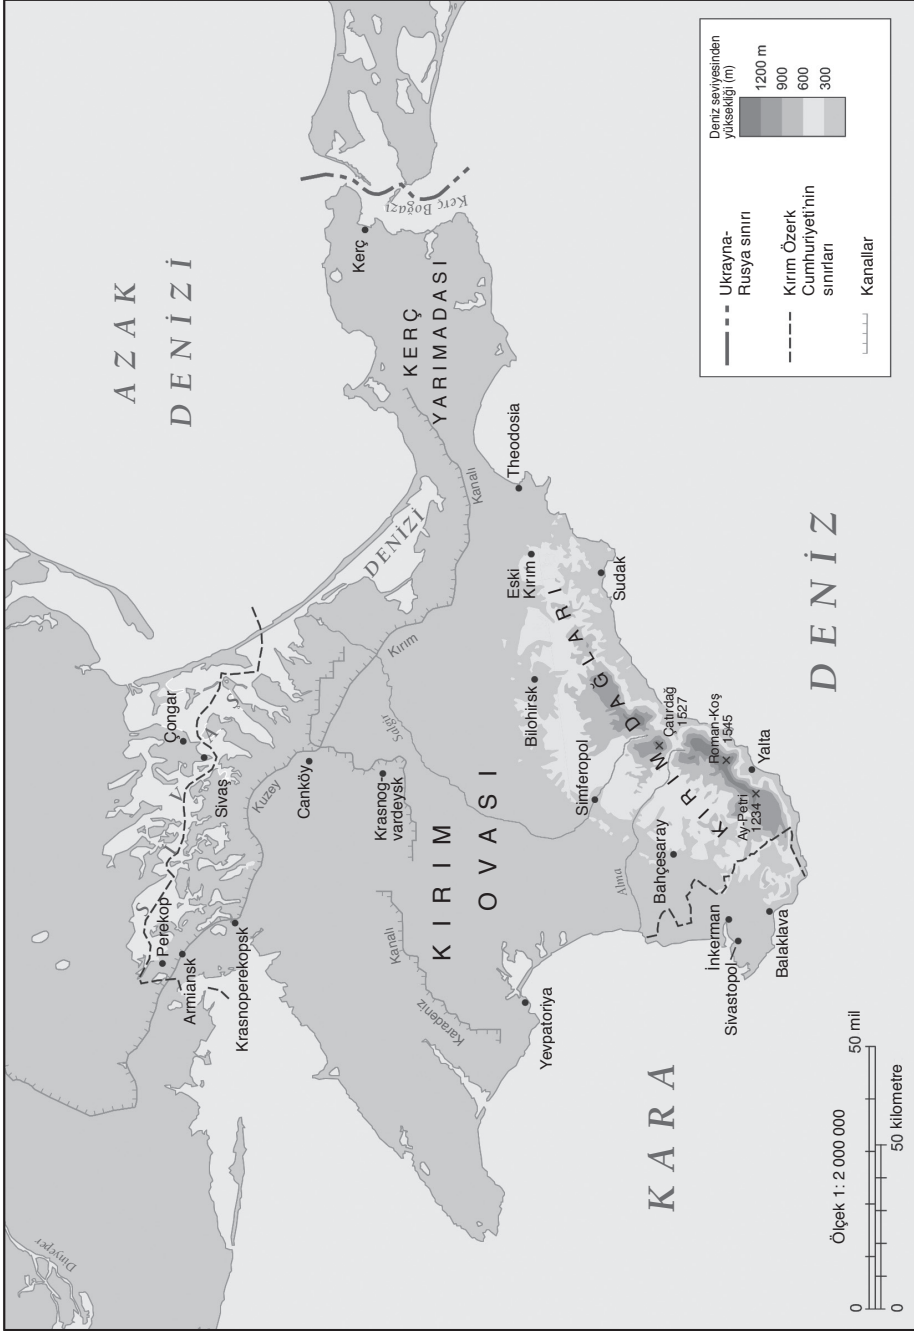 AZAK
DENİZİ
Dinyeper
Perekop
Armiansk
Krasnoperekopsk
Çongar
SIVAŞ
Sivaş
DENİZİ
Kuzey
Kırım
Kanalı
Canköy
Krasnog-
vardeysk
Salgir
Kerç
Kerç Boğazı
KERÇ
YARIMADASI
KIRIM
OVASI
Karadeniz
Kanalı
Yevpatoriya
Theodosia
Eski
Kırım
Sudak
Bilohirsk
Simferopol
KIRIM DAĞLARI
Çatırdağ
1527
Roman-Koş
1545
Yalta
Ay-Petri
1234
Alma
Bahçesaray
İnkerman
Sivastopol
Balaklava
KARA DENİZ
Ölçek 1: 2 000 000
0 50 mil
0 50 kilometre
Ukrayna-
Rusya sınırı
Kırım Özerk
Cumhuriyeti'nin
sınırları
Kanallar
Deniz seviyesinden
yüksekliği (m)
1200 m
900
600
300